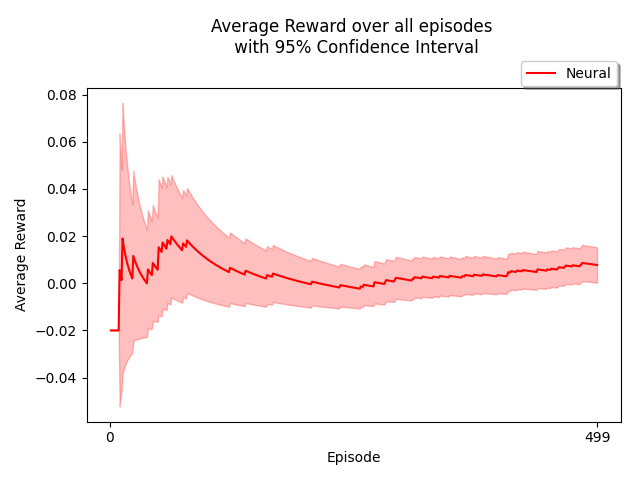 Average Reward over all episodes
with 95% Confidence Interval
Neural
0.08
0.06
0.04
0.02
0.00
−0.02
−0.04
Average Reward
0
499
Episode